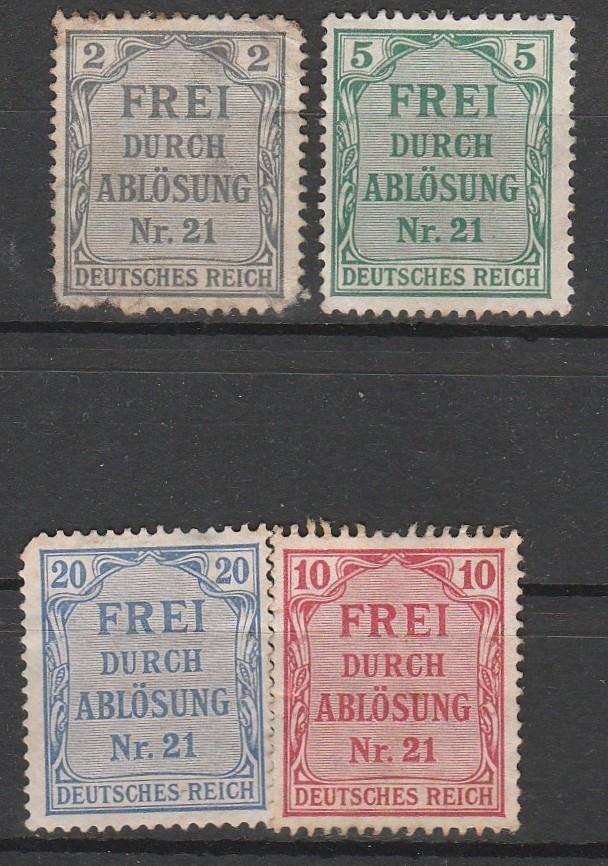 2 2
FREI
DURCH
ABLÖSUNG
Nr. 21
DEUTSCHES REICH
5 5
FREI
DURCH
ABLÖSUNG
Nr. 21
DEUTSCHES REICH
20 20
FREI
DURCH
ABLÖSUNG
Nr. 21
DEUTSCHES REICH
10 10
FREI
DURCH
ABLÖSUNG
Nr. 21
DEUTSCHES REICH